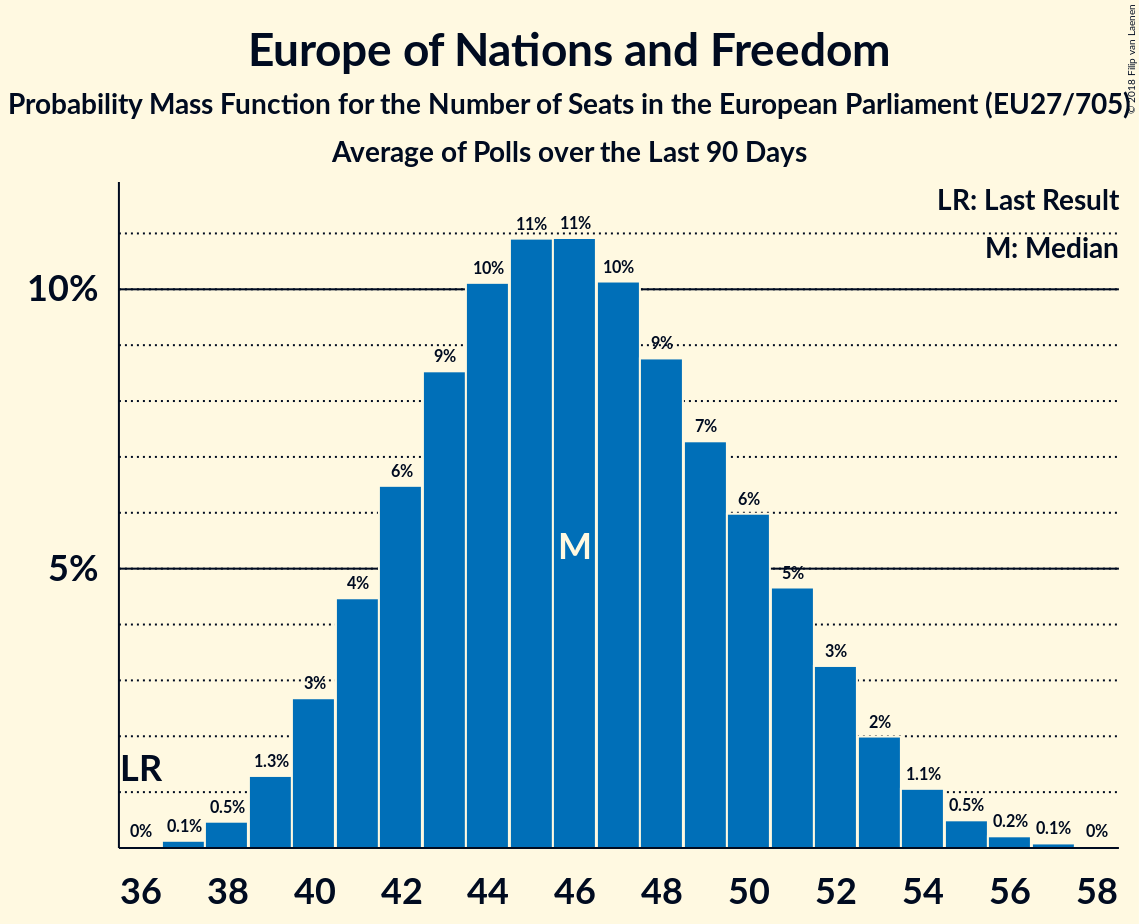 Europe of Nations and Freedom
Probability Mass Function for the Number of Seats in the European Parliament (EU27/705)
Average of Polls over the Last 90 Days
© 2018 Filip van Laenen
LR: Last Result
M: Median
10%
5%
LR
M
0%
0.1%
0.5%
1.3%
3%
4%
6%
9%
10%
11%
11%
10%
9%
7%
6%
5%
3%
2%
1.1%
0.5%
0.2%
0.1%
0%
36 38 40 42 44 46 48 50 52 54 56 58